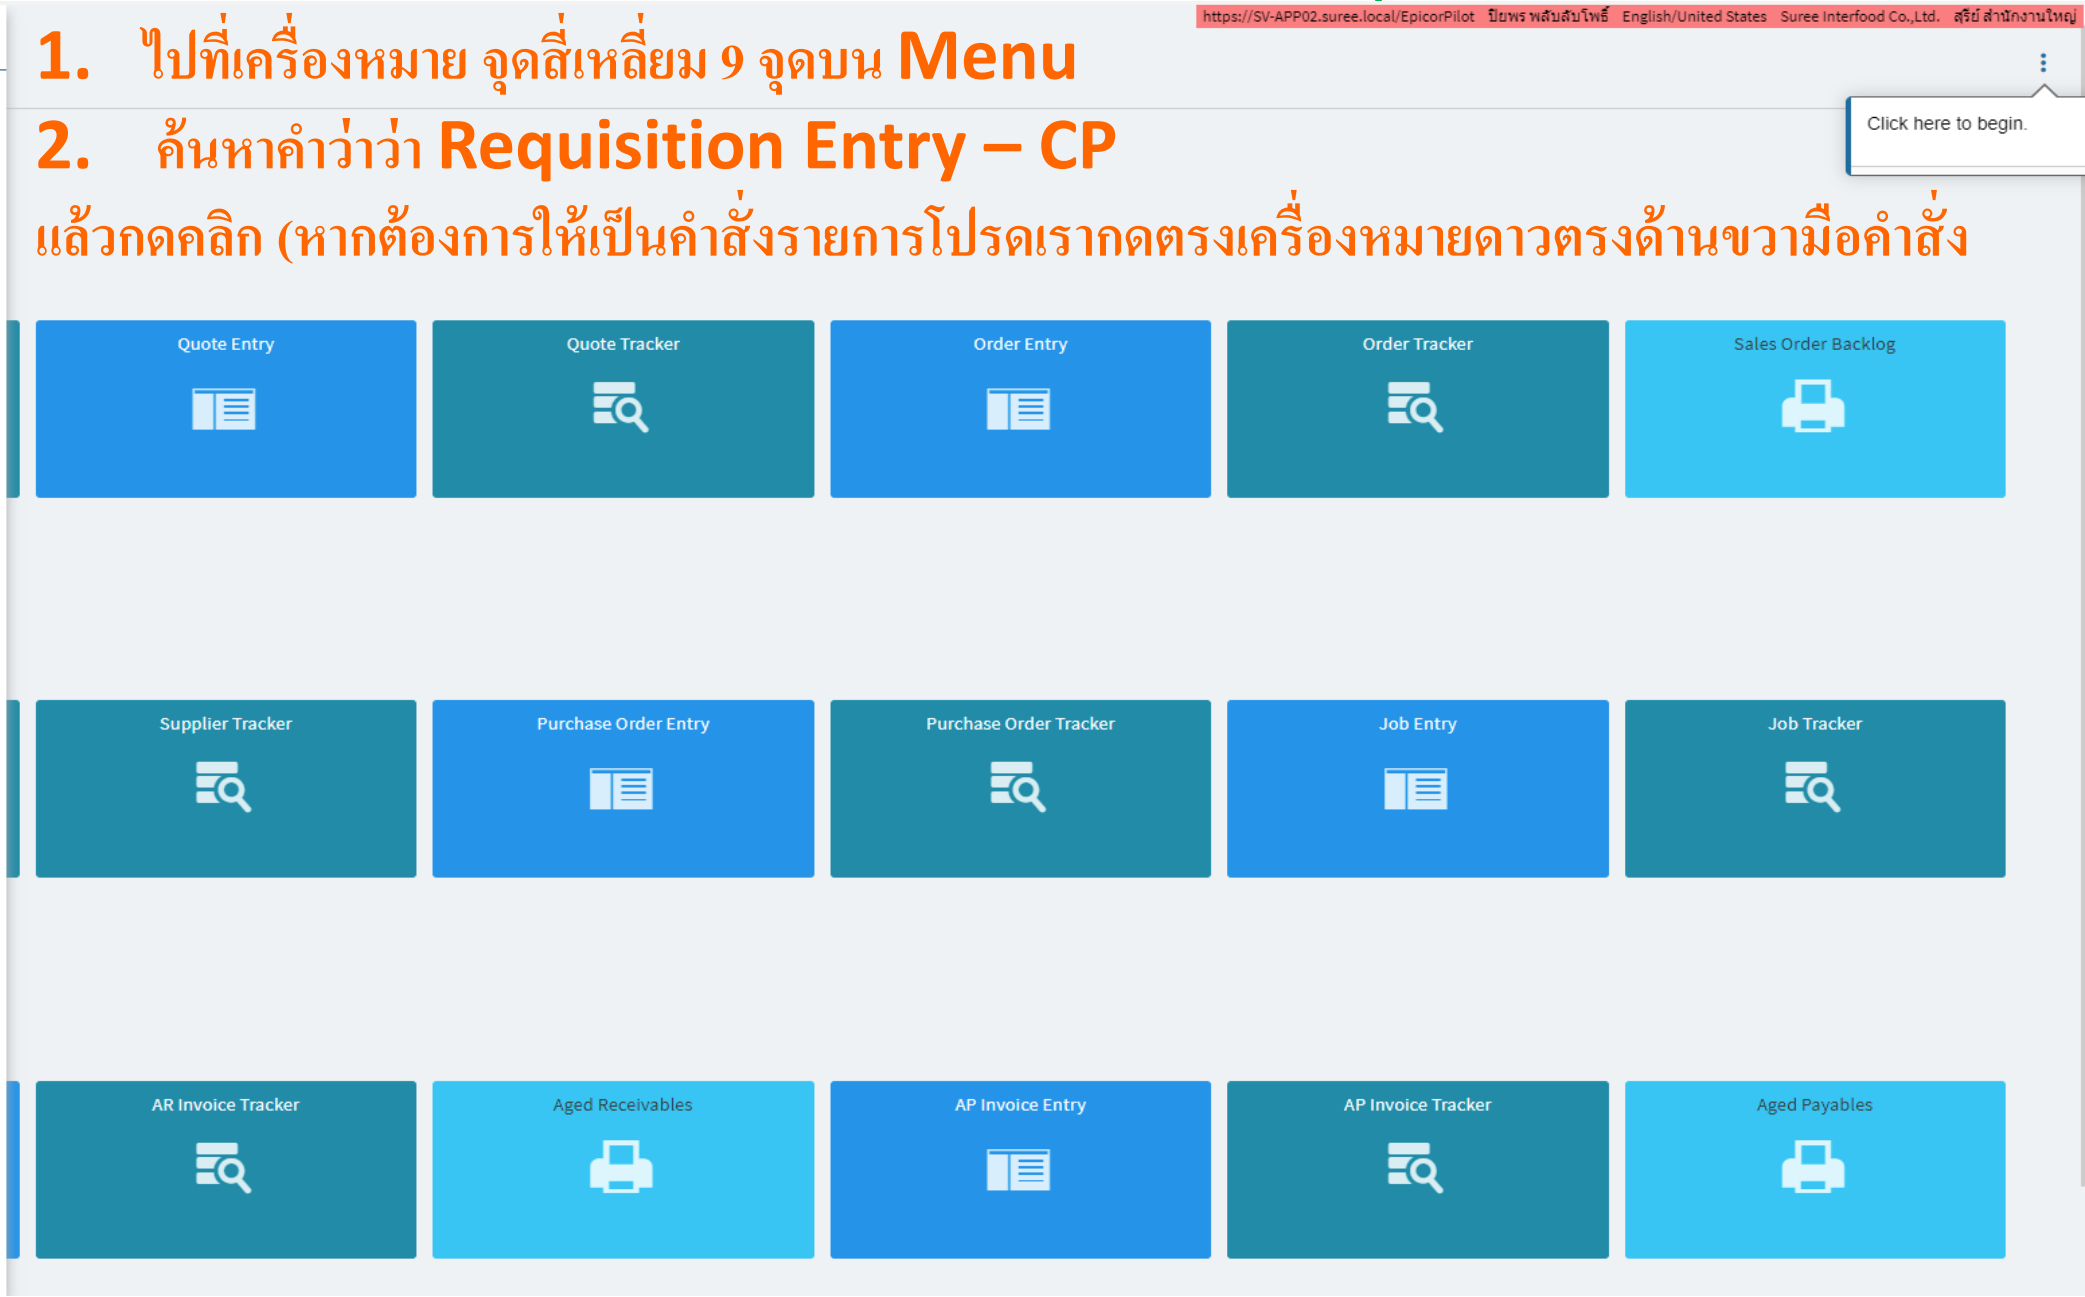 https://SV-APP02.suree.local/EpicorPilot ปิยพร พลับลับโพธิ์ English/United States Suree Interfood Co.,Ltd. สุรีย์ สำนักงานใหญ่
1. ไปที่เครื่องหมาย จุดสี่เหลี่ยม 9 จุดบน Menu
Click here to begin.
2. ค้นหาคำว่าว่า Requisition Entry – CP
แล้วกดคลิก (หากต้องการให้เป็นคำสั่งรายการโปรดเรากดตรงเครื่องหมายดาวตรงด้านขวามือคำสั่ง
Quote Entry
Quote Tracker
Order Entry
Order Tracker
Sales Order Backlog
Supplier Tracker
Purchase Order Entry
Purchase Order Tracker
Job Entry
Job Tracker
AR Invoice Tracker
Aged Receivables
AP Invoice Entry
AP Invoice Tracker
Aged Payables